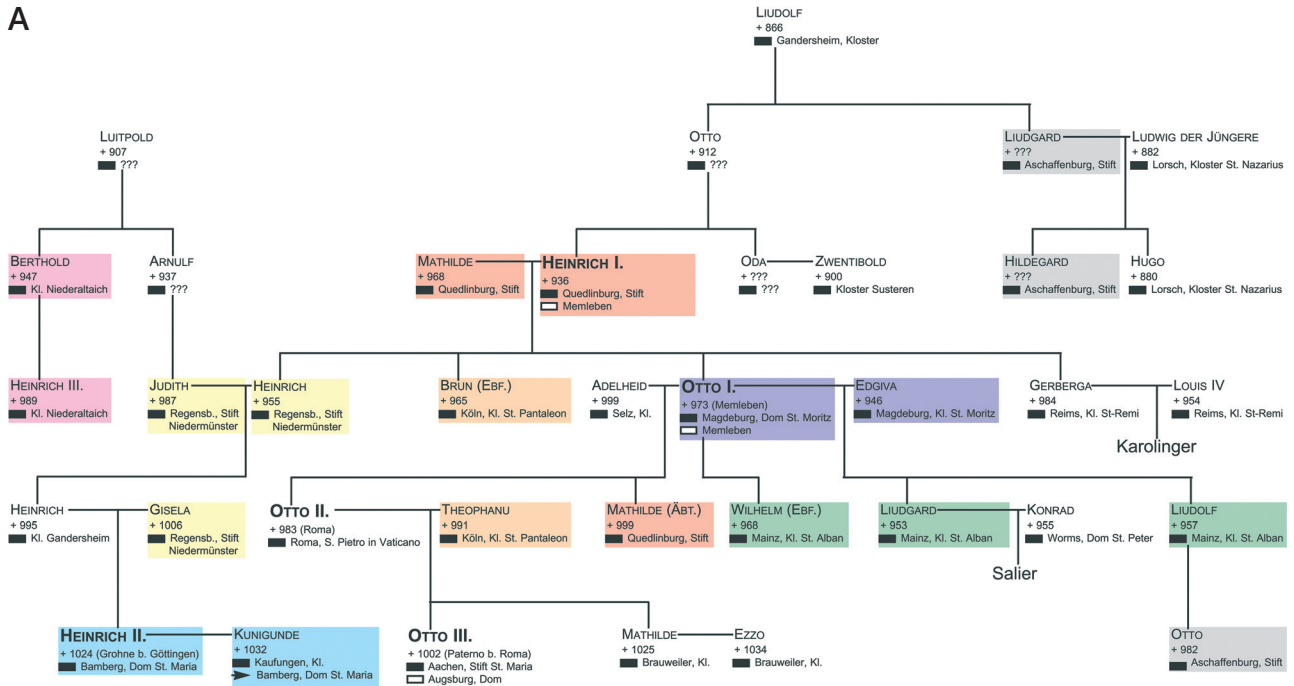 A
LIUDOLF
+ 866
Gandersheim, Kloster
LUITPOLD
+ 907
???
OTTO
+ 912
???
LIUDGARD
+ ???
Aschaffenburg, Stift
LUDWIG DER JÜNGERE
+ 882
Lorsch, Kloster St. Nazarius
BERTHOLD
+ 947
Kl. Niederaltaich
ARNULF
+ 937
???
MATHILDE
+ 968
Quedlinburg, Stift
HEINRICH I.
+ 936
Quedlinburg, Stift
Memleben
ODA
+ ???
???
ZWENTIBOLD
+ 900
Kloster Susteren
HILDEGARD
+ ???
Aschaffenburg, Stift
HUGO
+ 880
Lorsch, Kloster St. Nazarius
HEINRICH III.
+ 989
Kl. Niederaltaich
JUDITH
+ 987
Regensb., Stift
Niedermünster
HEINRICH
+ 955
Regensb., Stift
Niedermünster
BRUN (EBF.)
+ 965
Köln, Kl. St. Pantaleon
ADELHEID
+ 999
Selz, Kl.
OTTO I.
+ 973 (Memleben)
Magdeburg, Dom St. Moritz
Memleben
EDGIVA
+ 946
Magdeburg, Kl. St. Moritz
GERBERGA
+ 984
Reims, Kl. St-Remi
LOUIS IV
+ 954
Reims, Kl. St-Remi
Karolinger
HEINRICH
+ 995
Kl. Gandersheim
GISELA
+ 1006
Regensb., Stift
Niedermünster
OTTO II.
+ 983 (Roma)
Roma, S. Pietro in Vaticano
THEOPHANU
+ 991
Köln, Kl. St. Pantaleon
MATHILDE (ÄBT.)
+ 999
Quedlinburg, Stift
WILHELM (EBF.)
+ 968
Mainz, Kl. St. Alban
LIUDGARD
+ 953
Mainz, Kl. St. Alban
KONRAD
+ 955
Worms, Dom St. Peter
Salier
LIUDOLF
+ 957
Mainz, Kl. St. Alban
HEINRICH II.
+ 1024 (Grohne b. Göttingen)
Bamberg, Dom St. Maria
KUNIGUNDE
+ 1032
Kaufungen, Kl.
Bamberg, Dom St. Maria
OTTO III.
+ 1002 (Paterno b. Roma)
Aachen, Stift St. Maria
Augsburg, Dom
MATHILDE
+ 1025
Brauweiler, Kl.
EZZO
+ 1034
Brauweiler, Kl.
OTTO
+ 982
Aschaffenburg, Stift